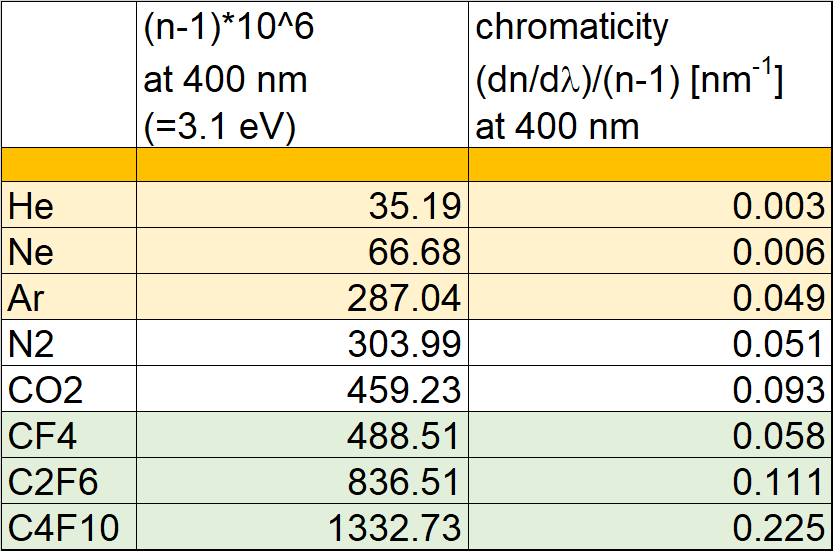 (n-1)*10^6 chromaticity
at 400 nm (dn/dλ)/(n-1) [nm-1]
(=3.1 eV) at 400 nm
He 35.19 0.003
Ne 66.68 0.006
Ar 287.04 0.049
N2 303.99 0.051
CO2 459.23 0.093
CF4 488.51 0.058
C2F6 836.51 0.111
C4F10 1332.73 0.225